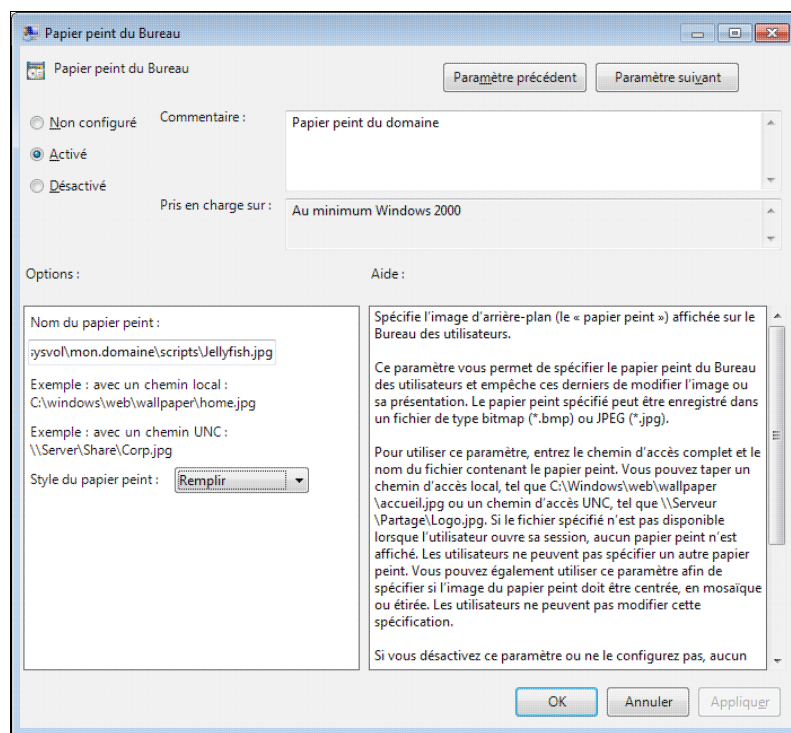 Papier peint du Bureau
Papier peint du Bureau
Paramètre précédent
Paramètre suivant
Non configuré
Activé
Désactivé
Commentaire :
Papier peint du domaine
Pris en charge sur :
Au minimum Windows 2000
Options :
Aide :
Nom du papier peint :
ysvol\mon.domaine\scripts\Jellyfish.jpg
Exemple : avec un chemin local :
C:\windows\web\wallpaper\home.jpg
Exemple : avec un chemin UNC :
\\Server\Share\Corp.jpg
Style du papier peint :
Remplir
Spécifie l'image d'arrière-plan (le « papier peint ») affichée sur le
Bureau des utilisateurs.
Ce paramètre vous permet de spécifier le papier peint du Bureau
des utilisateurs et empêche ces derniers de modifier l'image ou
sa présentation. Le papier peint spécifié peut être enregistré dans
un fichier de type bitmap (*.bmp) ou JPEG (*.jpg).
Pour utiliser ce paramètre, entrez le chemin d'accès complet et le
nom du fichier contenant le papier peint. Vous pouvez taper un
chemin d'accès local, tel que C:\Windows\web\wallpaper
\accueil.jpg ou un chemin d'accès UNC, tel que \\Serveur
\Partage\Logo.jpg. Si le fichier spécifié n'est pas disponible
lorsque l'utilisateur ouvre sa session, aucun papier peint n'est
affiché. Les utilisateurs ne peuvent pas spécifier un autre papier
peint. Vous pouvez également utiliser ce paramètre afin de
spécifier si l'image du papier peint doit être centrée, en mosaïque
ou étirée. Les utilisateurs ne peuvent pas modifier cette
spécification.
Si vous désactivez ce paramètre ou ne le configurez pas, aucun
OK
Annuler
Appliquer